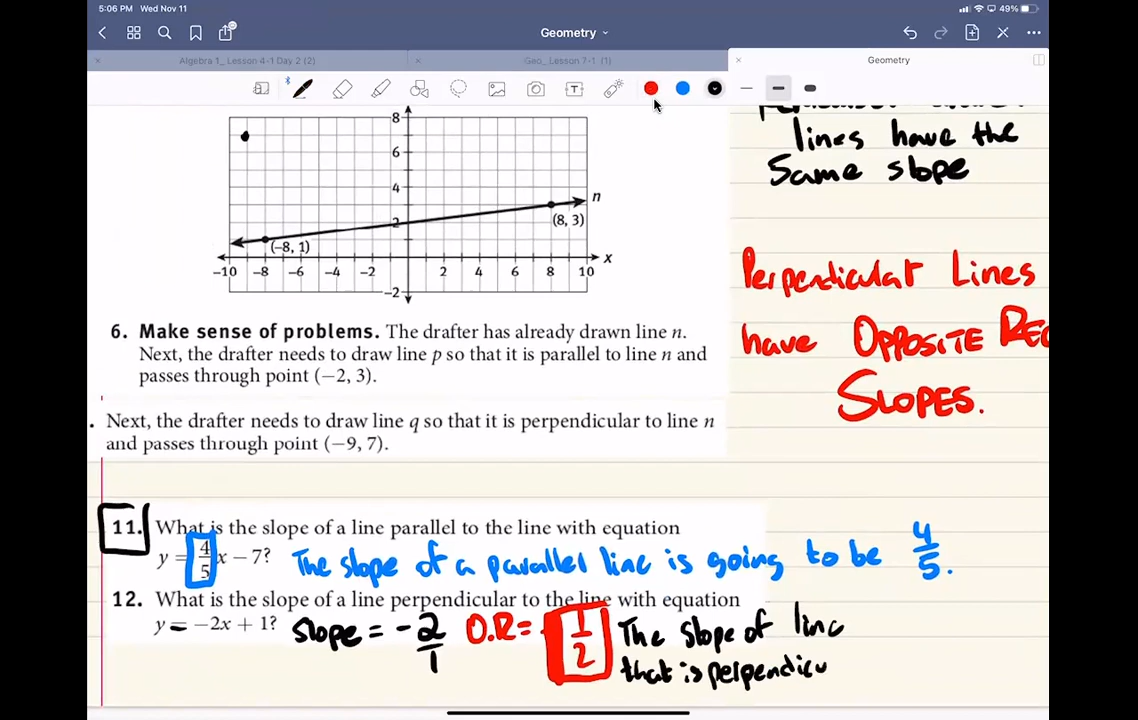 5:06 PM Wed Nov 11
49%
Geometry
Algebra 1_ Lesson 4-1 Day 2 (2)
Geo_ Lesson 7-1 (1)
Geometry
lines have the
Same slope
8
6
4
2
-2
-10 -8 -6 -4 -2 2 4 6 8 10 x
n
(8, 3)
(-8, 1)
Perpendicular Lines
have OPPOSITE REC
SLOPES.
6. Make sense of problems. The drafter has already drawn line n.
Next, the drafter needs to draw line p so that it is parallel to line n and
passes through point (−2, 3).
. Next, the drafter needs to draw line q so that it is perpendicular to line n
and passes through point (−9, 7).
11. What is the slope of a line parallel to the line with equation
y = 4/5 x − 7? The slope of a parallel line is going to be 4/5.
12. What is the slope of a line perpendicular to the line with equation
y = −2x + 1? Slope = -2/1 O.R = 1/2 The slope of line
that is perpendicu